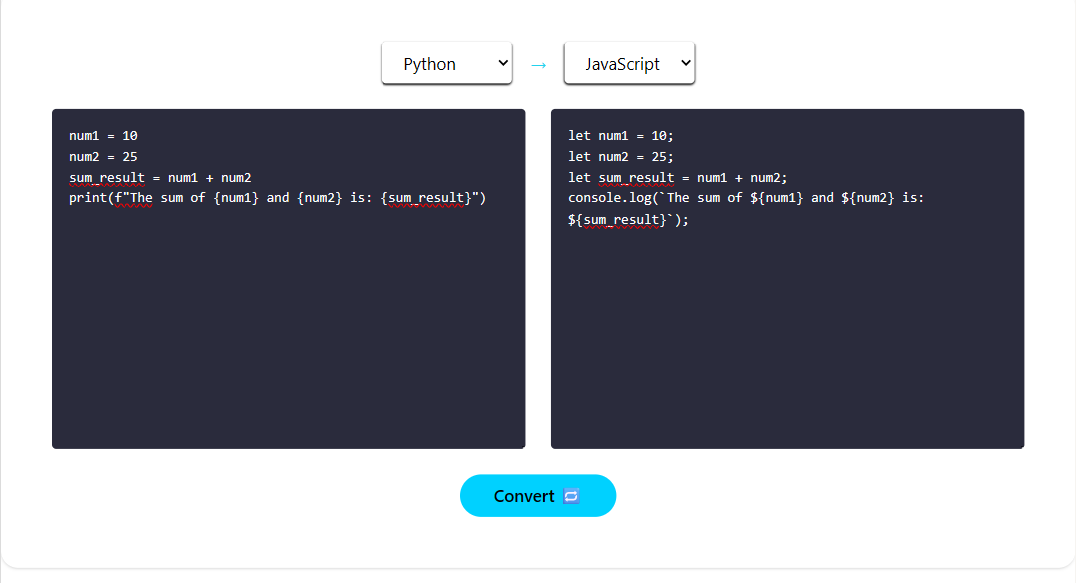 Python → JavaScript
num1 = 10
num2 = 25
sum_result = num1 + num2
print(f"The sum of {num1} and {num2} is: {sum_result}")
let num1 = 10;
let num2 = 25;
let sum_result = num1 + num2;
console.log(`The sum of ${num1} and ${num2} is:
${sum_result}`);
Convert 🔁